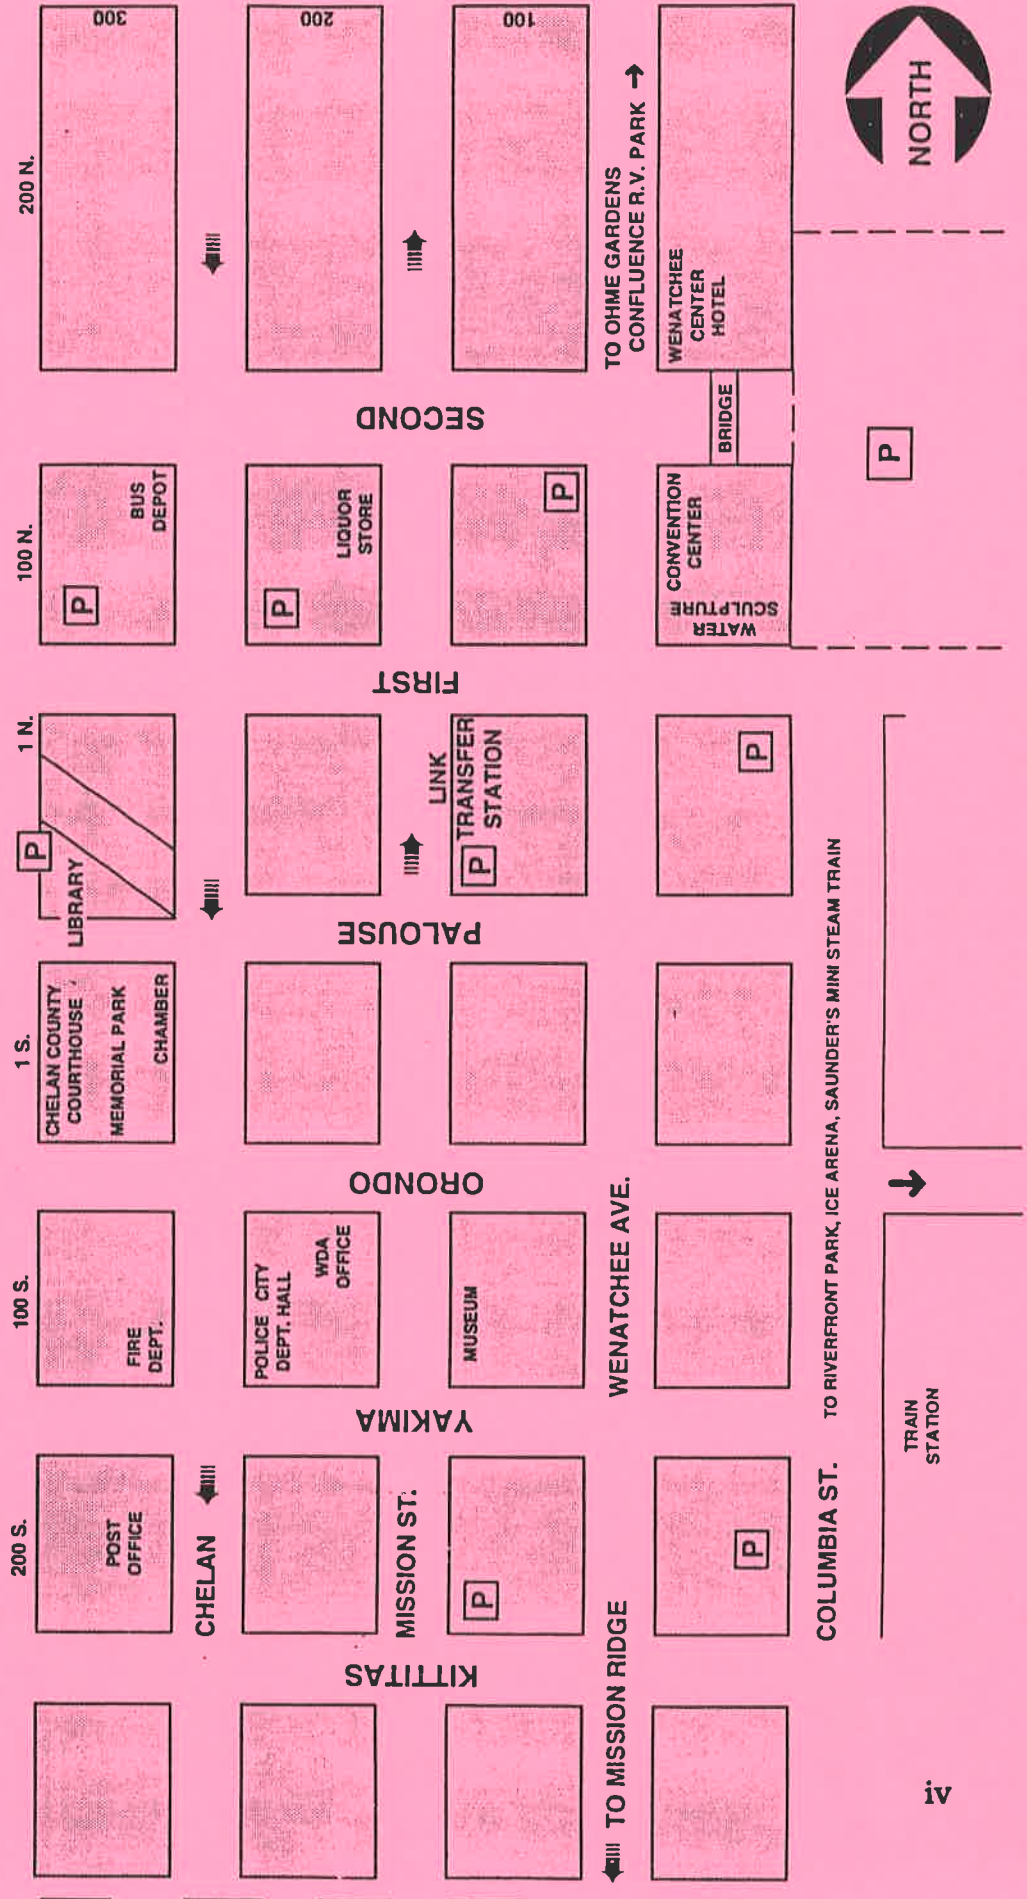 300
200
100
200 N.
TO OHME GARDENS
CONFLUENCE R.V. PARK →
NORTH
WENATCHEE
CENTER
HOTEL
SECOND
BRIDGE
P
100 N.
P
BUS
DEPOT
P
LIQUOR
STORE
P
CONVENTION
CENTER
WATER
SCULPTURE
FIRST
1 N.
P
LIBRARY
LINK
TRANSFER
STATION
P
P
PALOUSE
1 S.
CHELAN COUNTY
COURTHOUSE
MEMORIAL PARK
CHAMBER
ORONDO
100 S.
FIRE
DEPT.
POLICE CITY
DEPT. HALL
WDA
OFFICE
MUSEUM
WENATCHEE AVE.
TO RIVERFRONT PARK, ICE ARENA, SAUNDER'S MINI STEAM TRAIN
YAKIMA
200 S.
POST
OFFICE
CHELAN
MISSION ST.
P
P
COLUMBIA ST.
TRAIN
STATION
KITTITAS
TO MISSION RIDGE
iv